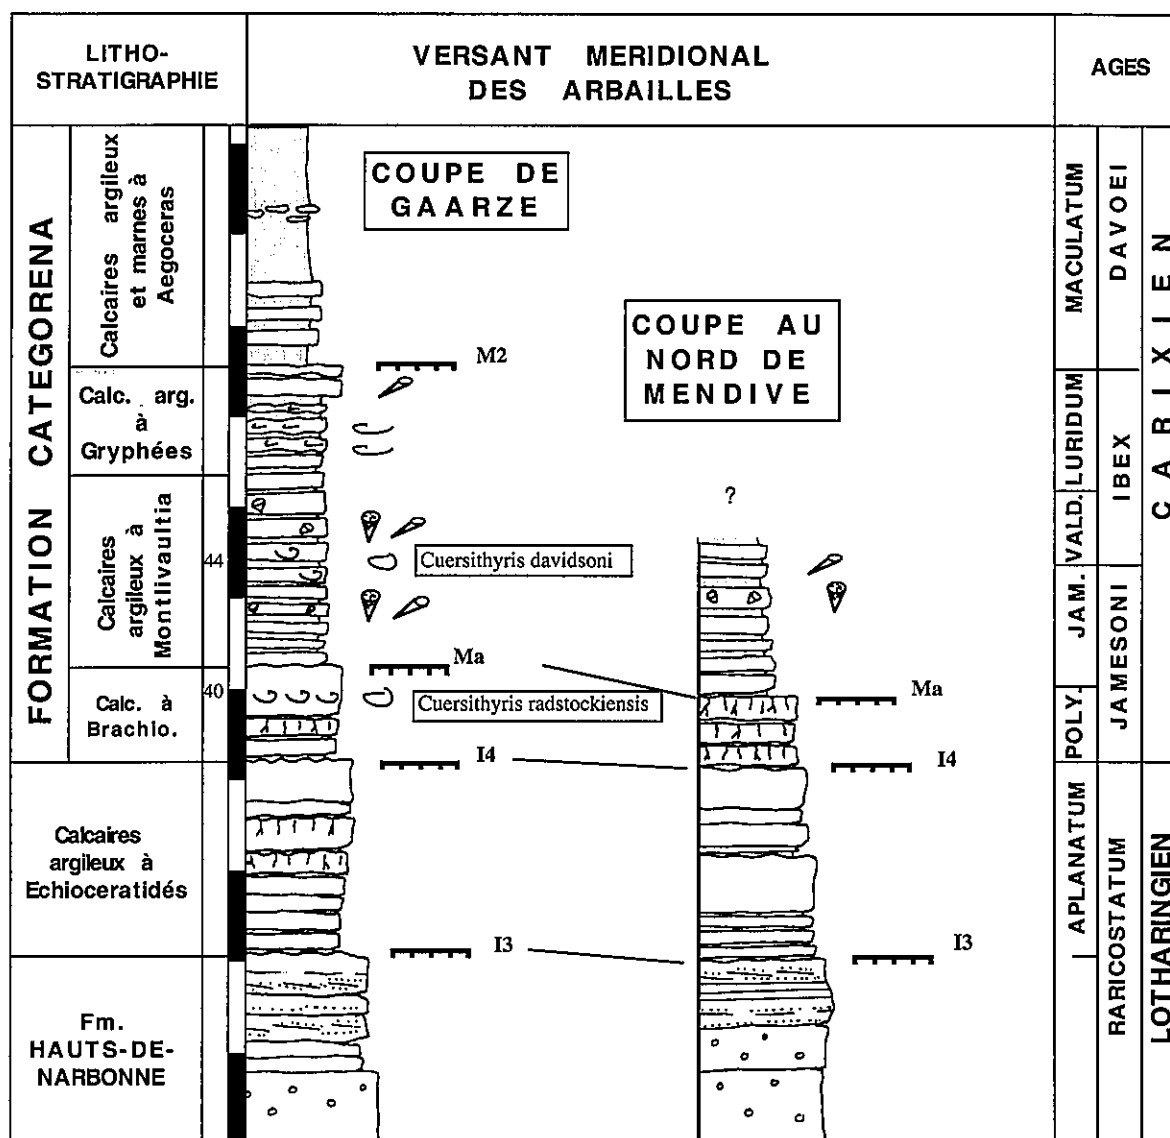 LITHO-
STRATIGRAPHIE
VERSANT MERIDIONAL
DES ARBAILLES
AGES
FORMATION CATEGORENA
Calcaires argileux
et marnes à
Aegoceras
Calc. arg.
à
Gryphées
Calcaires
argileux à
Montlivaultia
44
Calc. à
Brachio.
40
Calcaires
argileux à
Echioceratidés
Fm.
HAUTS-DE-
NARBONNE
COUPE DE
GAARZE
M2
Cuersithyris davidsoni
Ma
Cuersithyris radstockiensis
I4
I3
COUPE AU
NORD DE
MENDIVE
?
Ma
I4
I3
MACULATUM
LURIDUM
VALD.
JAM.
POLY.
APLANATUM
DAVOEI
IBEX
JAMESONI
RARICOSTATUM
CARIXIEN
LOTHARINGIEN